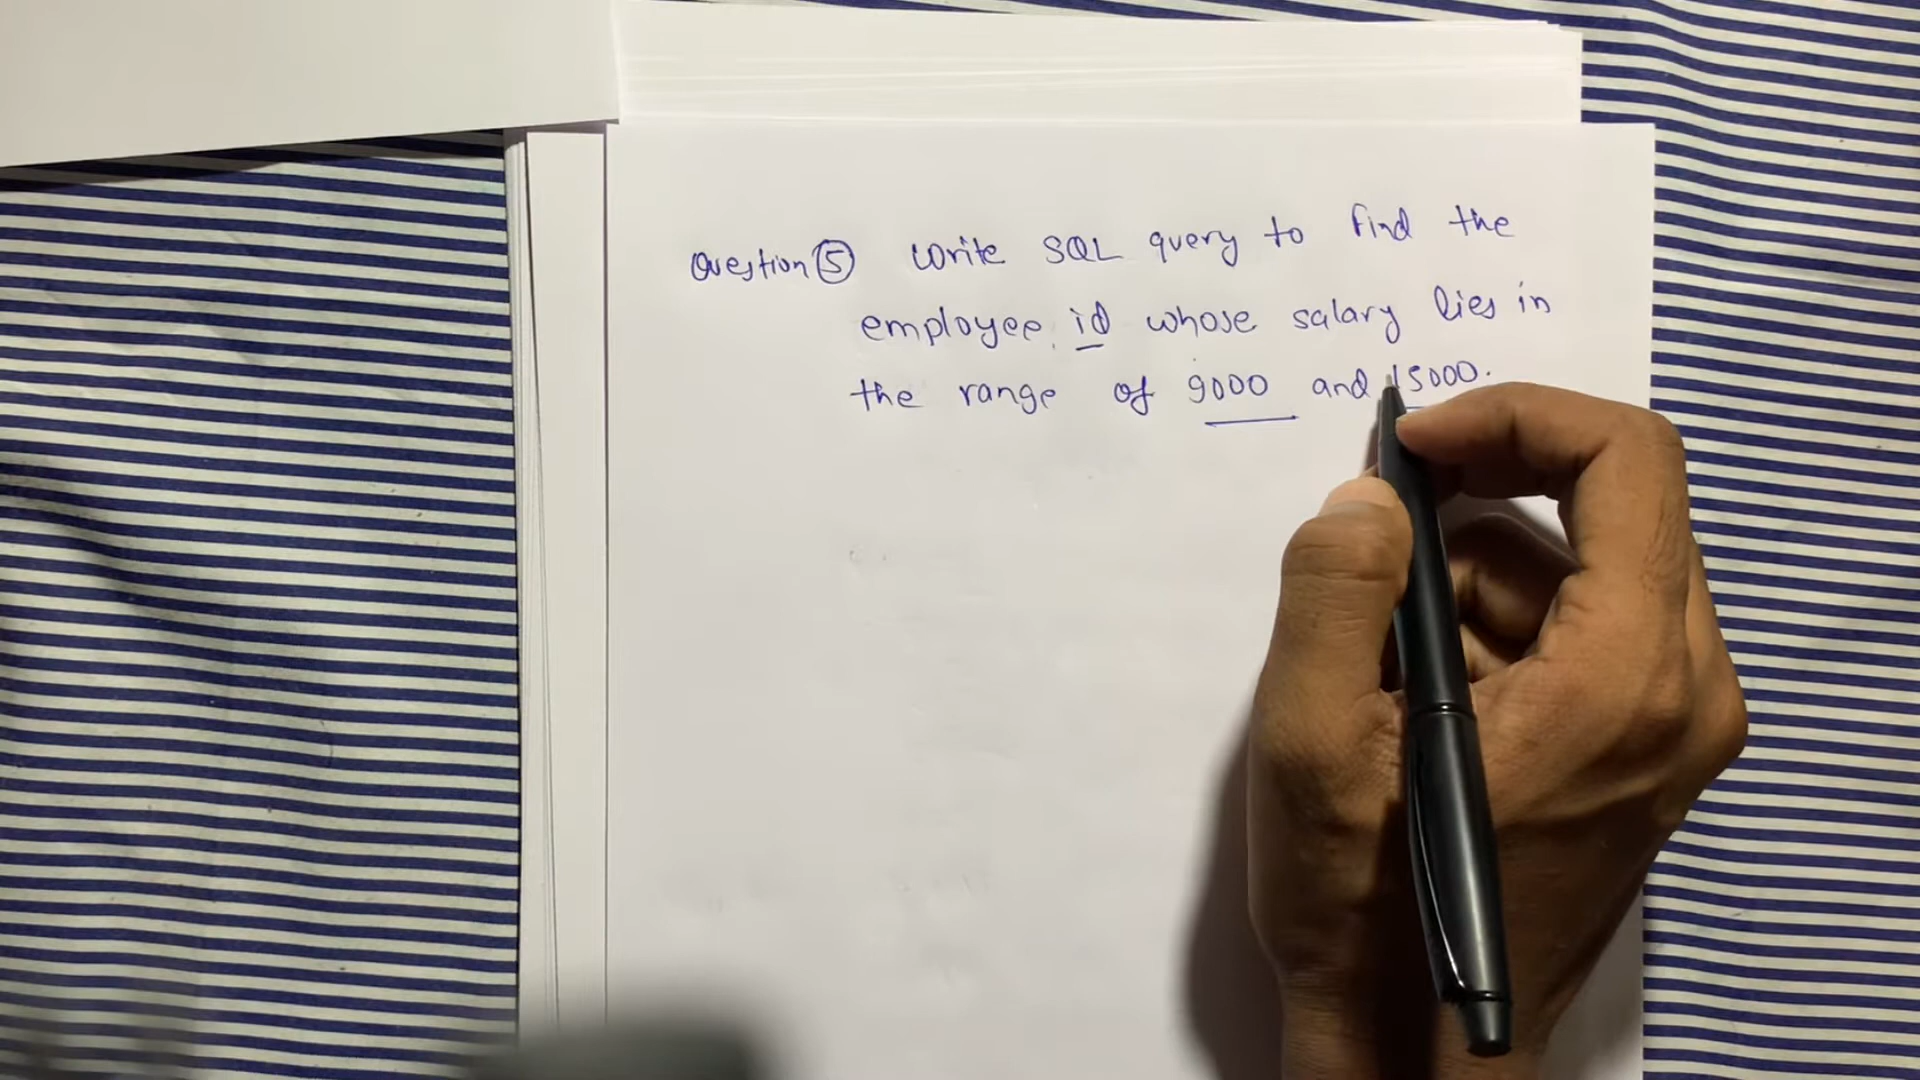 Question ⑤ Write SQL query to find the
employee id whose salary lies in
the range of 9000 and 15000.